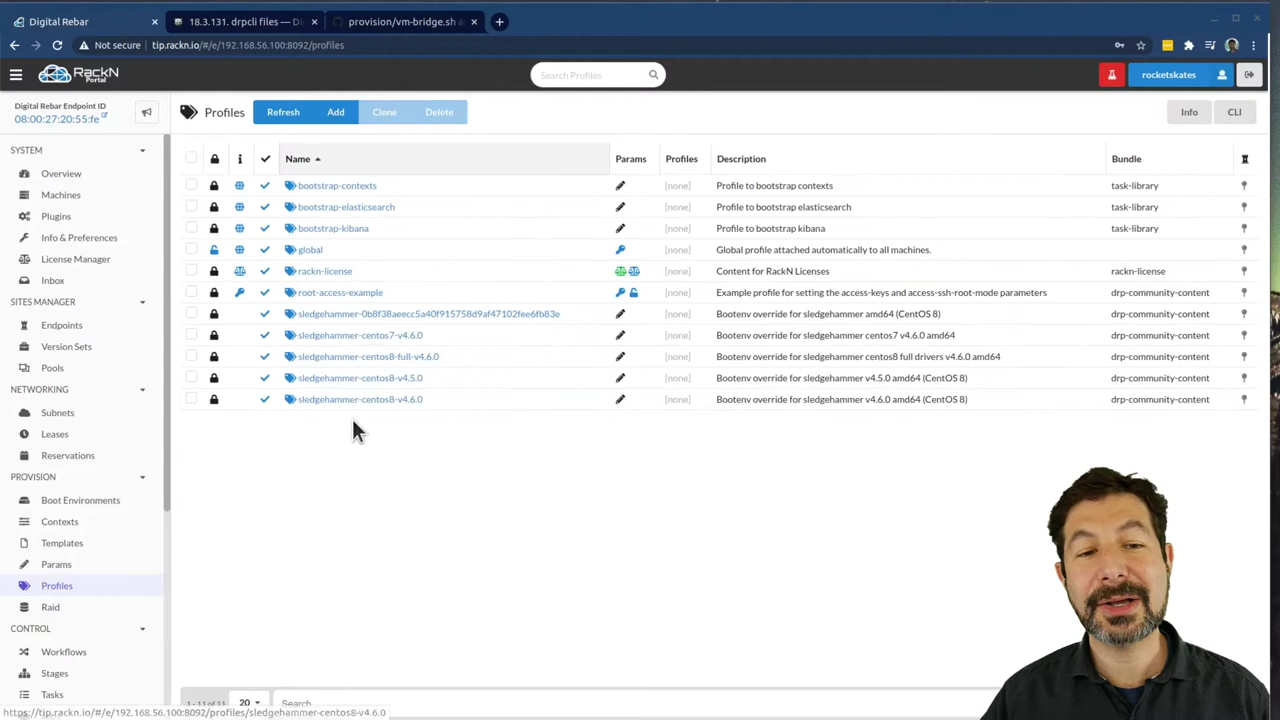 Digital Rebar
18.3.131. drpcli files — Di
provision/vm-bridge.sh
Not secure
tip.rackn.io/#/e/192.168.56.100:8092/profiles
RackN
Portal
Search Profiles
rocketskates
Digital Rebar Endpoint ID
08:00:27:20:55:fe
Profiles
Refresh
Add
Clone
Delete
Info
CLI
SYSTEM
Overview
Machines
Plugins
Info & Preferences
License Manager
Inbox
SITES MANAGER
Endpoints
Version Sets
Pools
NETWORKING
Subnets
Leases
Reservations
PROVISION
Boot Environments
Contexts
Templates
Params
Profiles
Raid
CONTROL
Workflows
Stages
Tasks
Name Params Profiles Description Bundle
bootstrap-contexts [none] Profile to bootstrap contexts task-library
bootstrap-elasticsearch [none] Profile to bootstrap elasticsearch task-library
bootstrap-kibana [none] Profile to bootstrap kibana task-library
global [none] Global profile attached automatically to all machines.
rackn-license [none] Content for RackN Licenses rackn-license
root-access-example [none] Example profile for setting the access-keys and access-ssh-root-mode parameters drp-community-content
sledgehammer-0b8f38aeecc5a40f915758d9af47102fee6fb83e [none] Bootenv override for sledgehammer amd64 (CentOS 8) drp-community-content
sledgehammer-centos7-v4.6.0 [none] Bootenv override for sledgehammer centos7 v4.6.0 amd64 drp-community-content
sledgehammer-centos8-full-v4.6.0 [none] Bootenv override for sledgehammer centos8 full drivers v4.6.0 amd64 drp-community-content
sledgehammer-centos8-v4.5.0 [none] Bootenv override for sledgehammer v4.5.0 amd64 (CentOS 8) drp-community-content
sledgehammer-centos8-v4.6.0 [none] Bootenv override for sledgehammer v4.6.0 amd64 (CentOS 8) drp-community-content
1 - 11 of 11
20
Search
https://tip.rackn.io/#/e/192.168.56.100:8092/profiles/sledgehammer-centos8-v4.6.0